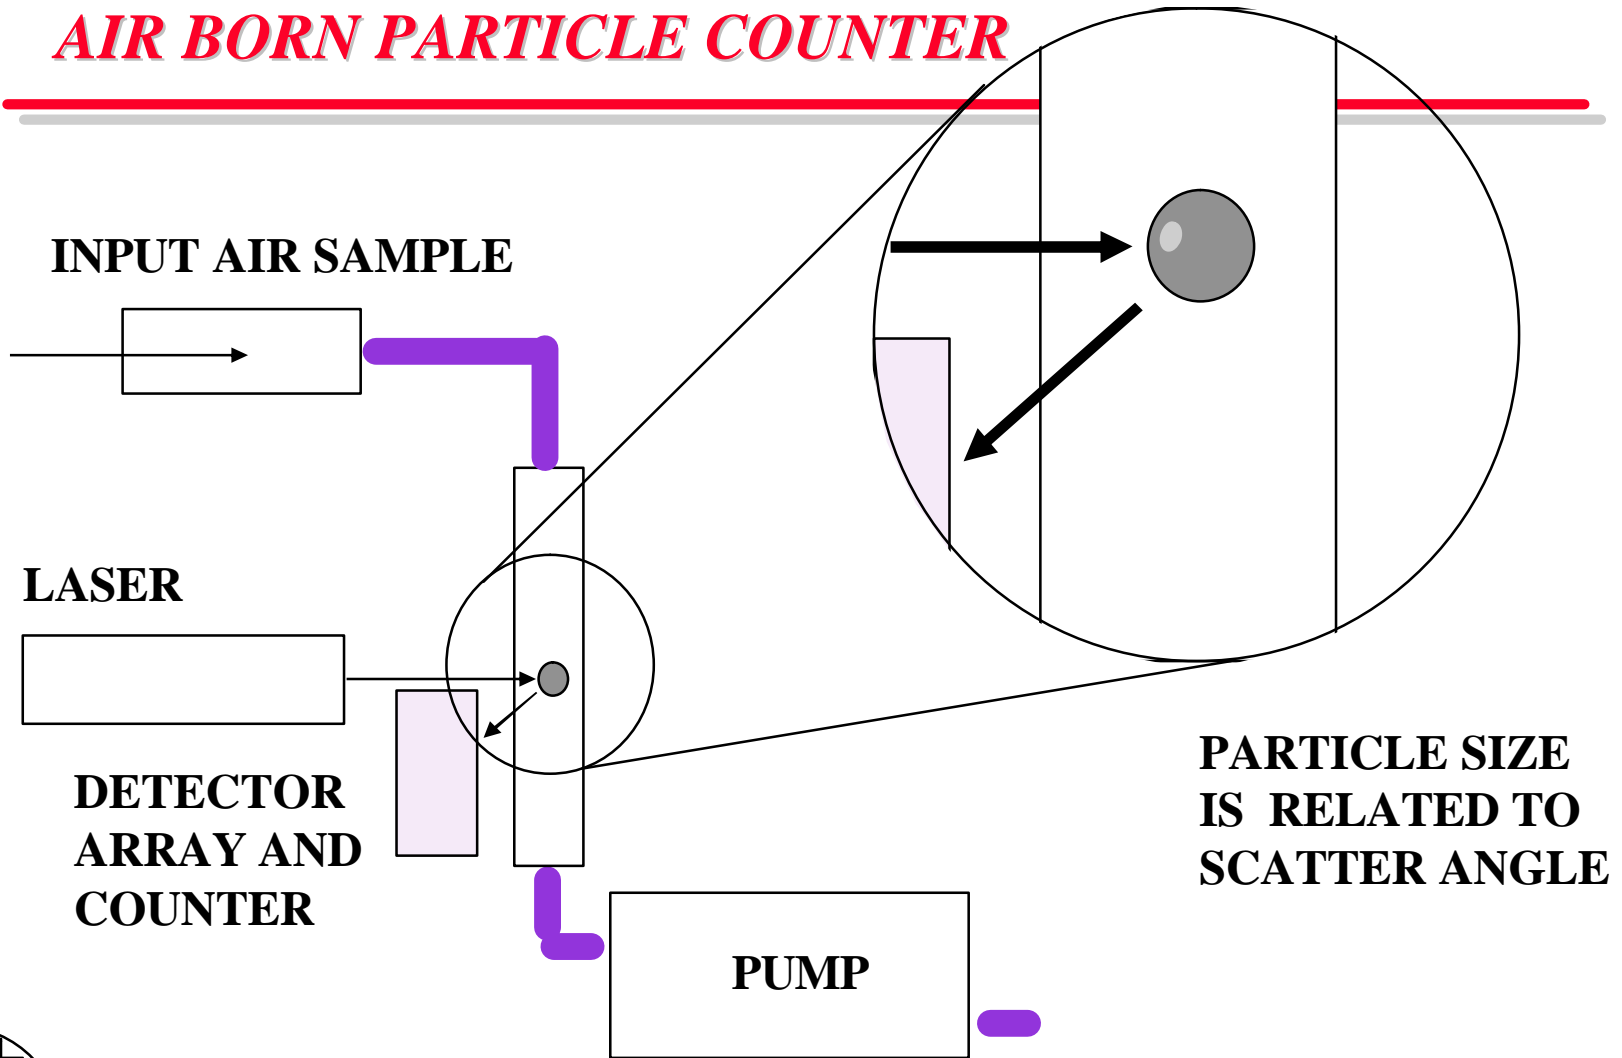 AIR BORN PARTICLE COUNTER
INPUT AIR SAMPLE
LASER
DETECTOR
ARRAY AND
COUNTER
PUMP
PARTICLE SIZE
IS RELATED TO
SCATTER ANGLE